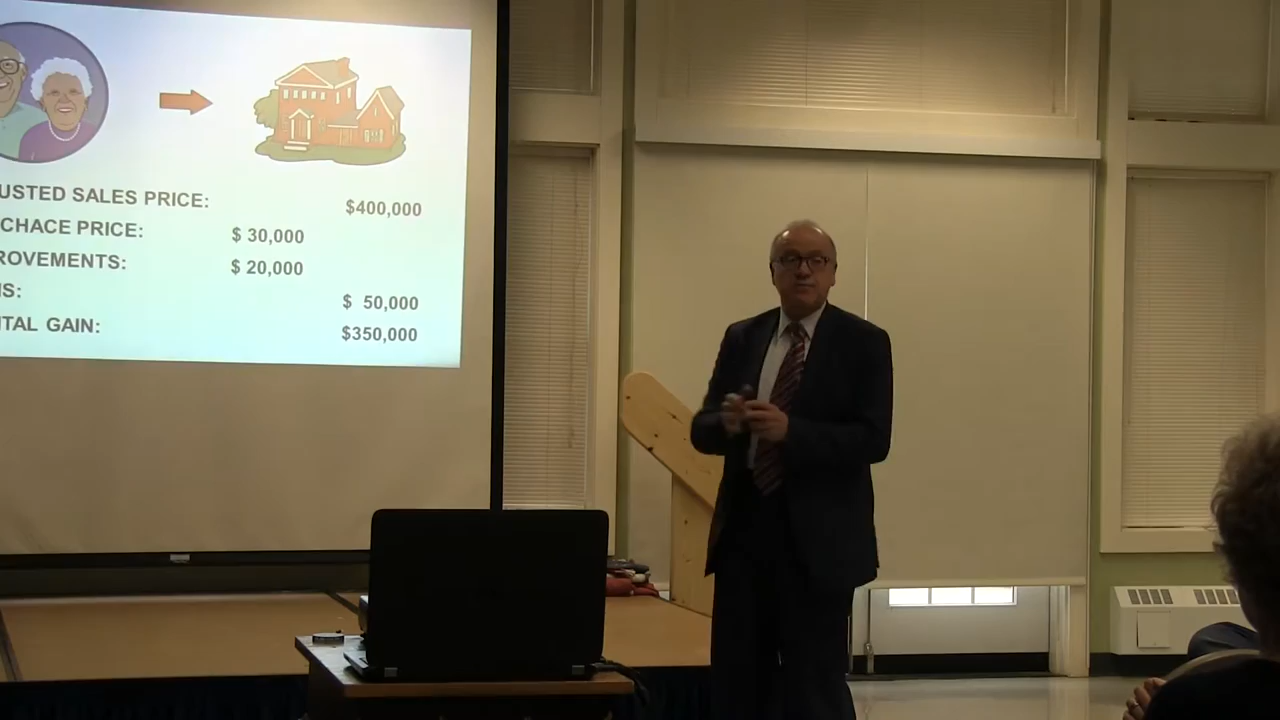 USTED SALES PRICE: $400,000
CHACE PRICE: $ 30,000
ROVEMENTS: $ 20,000
IS: $ 50,000
ITAL GAIN: $350,000